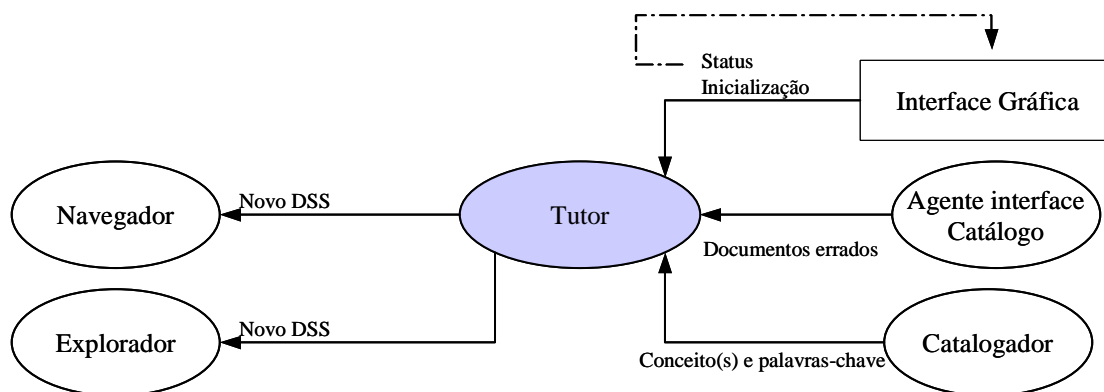 Status
Inicialização
Interface Gráfica
Navegador
Novo DSS
Tutor
Agente interface
Catálogo
Documentos errados
Explorador
Novo DSS
Conceito(s) e palavras-chave
Catalogador